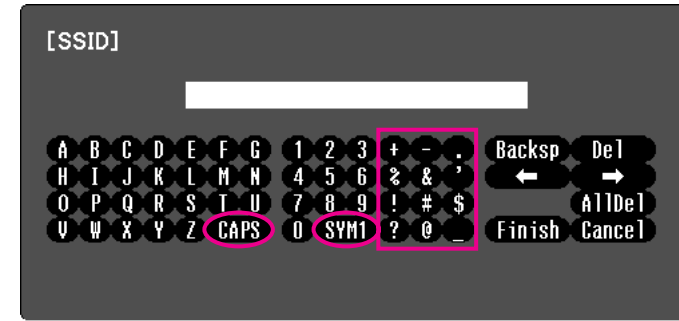 [SSID]
A B C D E F G 1 2 3 + - . Backsp Del
H I J K L M N 4 5 6 % & ' ← →
O P Q R S T U 7 8 9 ! # $ AllDel
V W X Y Z CAPS 0 SYM1 ? @ _ Finish Cancel